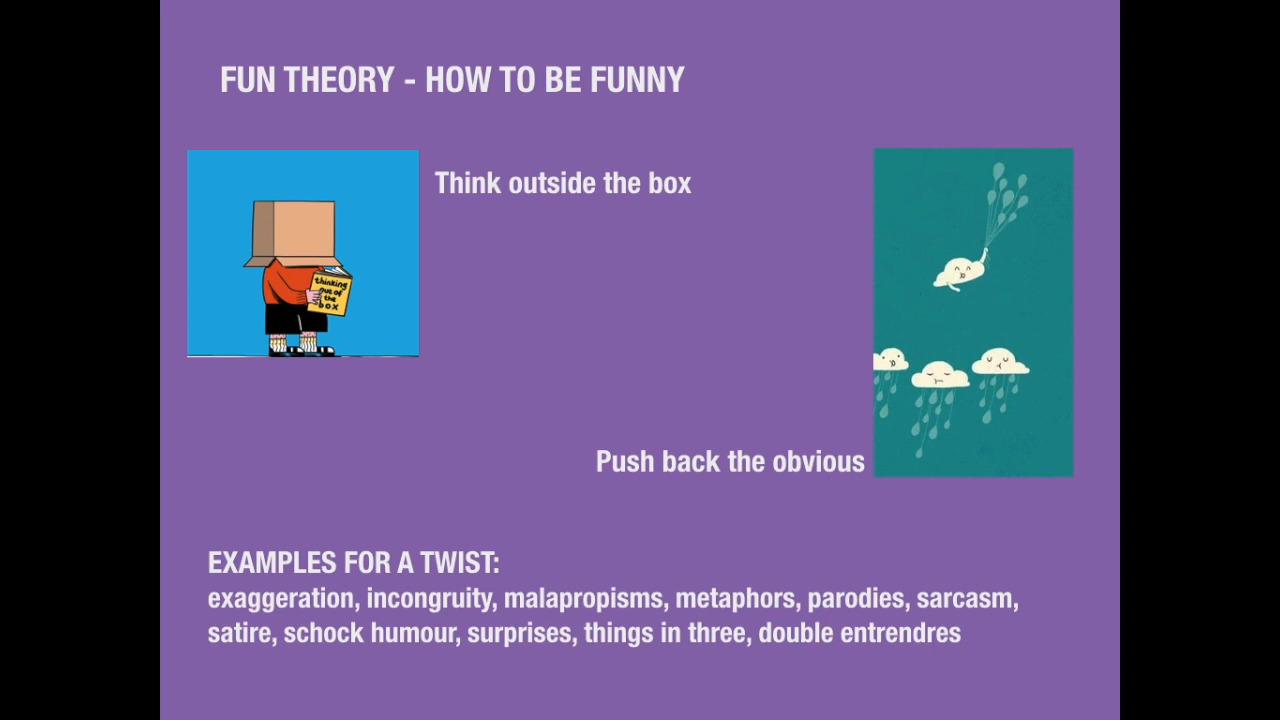 FUN THEORY - HOW TO BE FUNNY
Think outside the box
thinking
out of
the
box
Push back the obvious
EXAMPLES FOR A TWIST:
exaggeration, incongruity, malapropisms, metaphors, parodies, sarcasm,
satire, schock humour, surprises, things in three, double entrendres